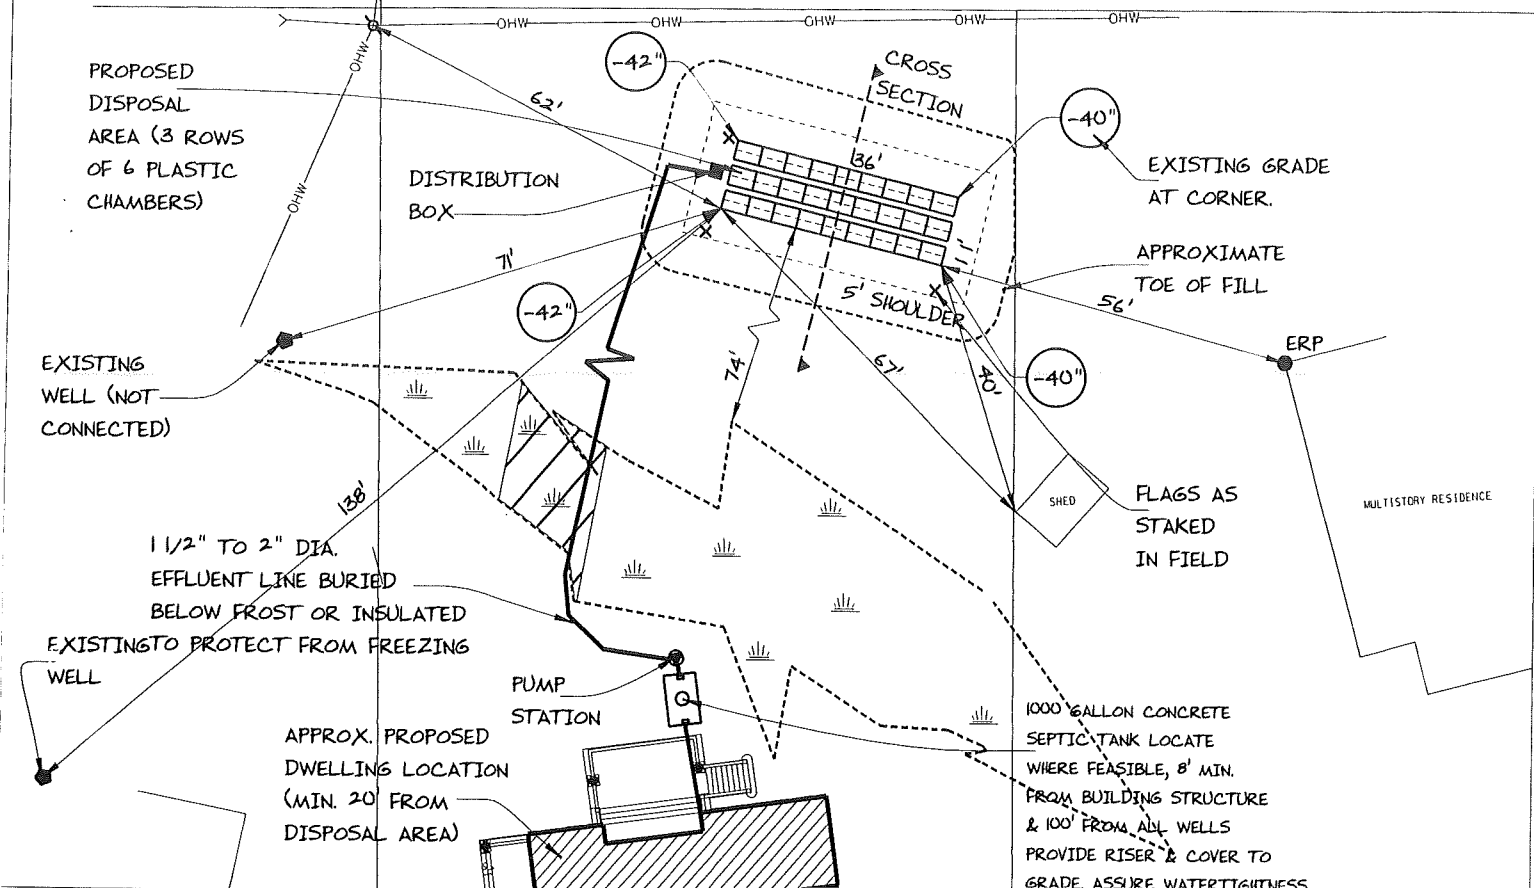 OHW
OHW
OHW
OHW
OHW
OHW
OHW
PROPOSED
DISPOSAL
AREA (3 ROWS
OF 6 PLASTIC
CHAMBERS)
62'
-42"
CROSS
SECTION
-40"
EXISTING GRADE
AT CORNER.
36'
DISTRIBUTION
BOX
71'
11'
APPROXIMATE
TOE OF FILL
5' SHOULDER
56'
-42"
ERP
EXISTING
WELL (NOT
CONNECTED)
74'
67'
40'
-40"
138'
SHED
FLAGS AS
STAKED
IN FIELD
MULTISTORY RESIDENCE
1 1/2" TO 2" DIA.
EFFLUENT LINE BURIED
BELOW FROST OR INSULATED
TO PROTECT FROM FREEZING
EXISTING
WELL
PUMP
STATION
APPROX. PROPOSED
DWELLING LOCATION
(MIN. 20' FROM
DISPOSAL AREA)
1000 GALLON CONCRETE
SEPTIC TANK LOCATE
WHERE FEASIBLE, 8' MIN.
FROM BUILDING STRUCTURE
& 100' FROM ALL WELLS
PROVIDE RISER & COVER TO
GRADE. ASSURE WATERTIGHTNESS